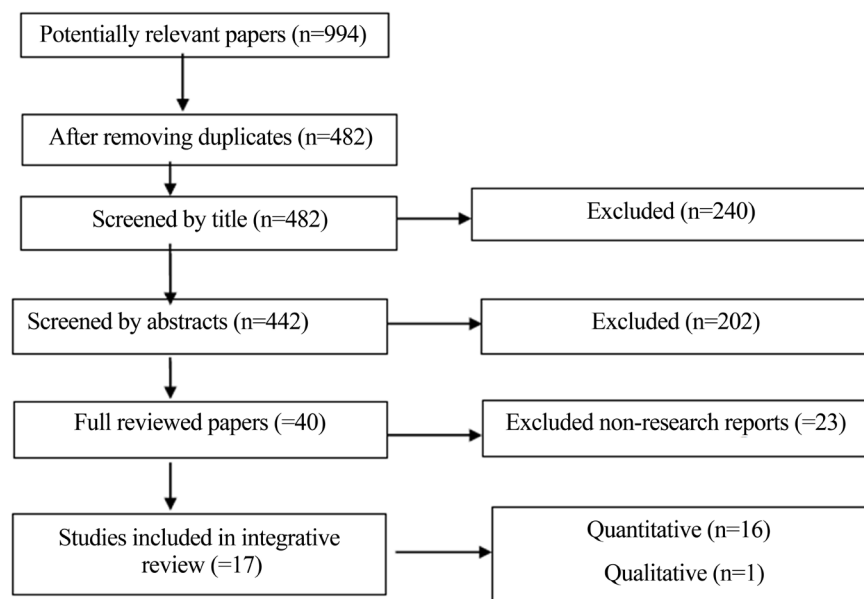 Potentially relevant papers (n=994)
After removing duplicates (n=482)
Screened by title (n=482)
Excluded (n=240)
Screened by abstracts (n=442)
Excluded (n=202)
Full reviewed papers (=40)
Excluded non-research reports (=23)
Studies included in integrative
review (=17)
Quantitative (n=16)
Qualitative (n=1)